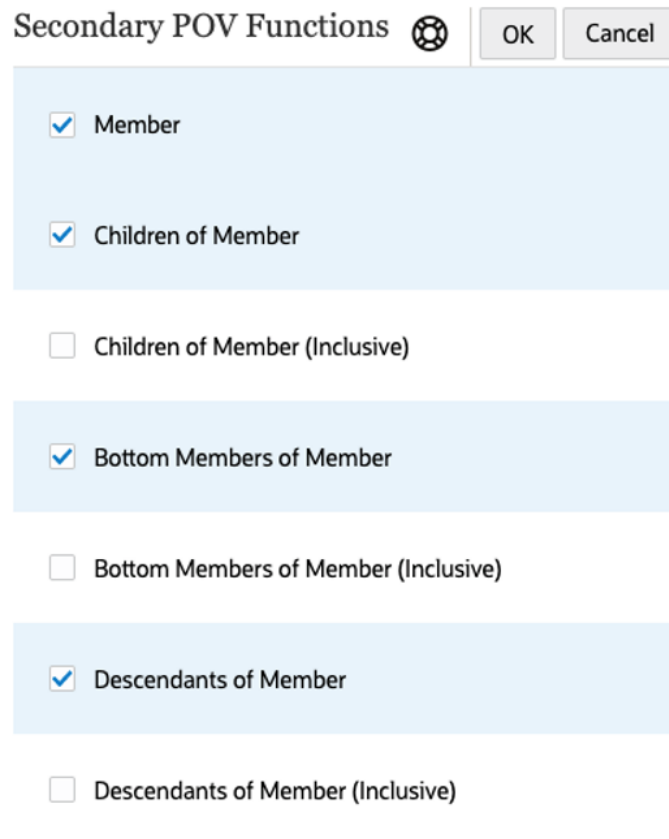 Secondary POV Functions OK Cancel
Member
Children of Member
Children of Member (Inclusive)
Bottom Members of Member
Bottom Members of Member (Inclusive)
Descendants of Member
Descendants of Member (Inclusive)